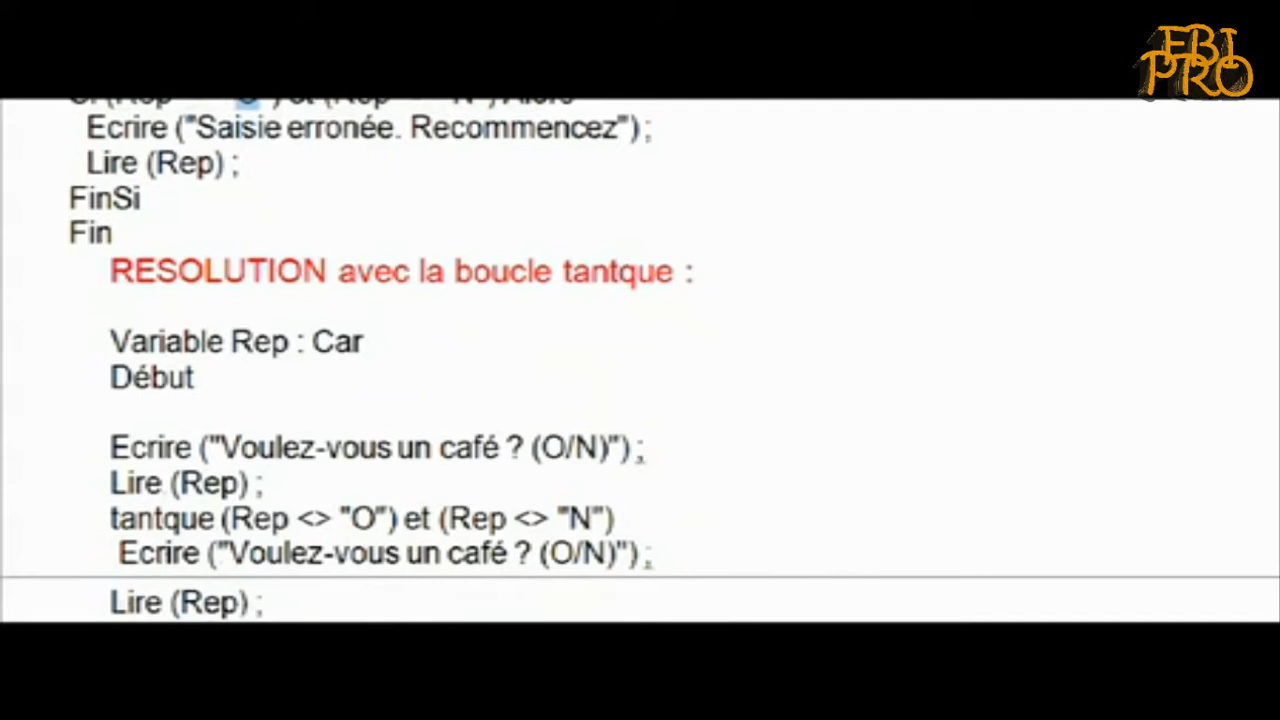 EBI
PRO
Ecrire ("Saisie erronée. Recommencez") ;
Lire (Rep) ;
FinSi
Fin
RESOLUTION avec la boucle tantque :
Variable Rep : Car
Début
Ecrire ("Voulez-vous un café ? (O/N)") ;
Lire (Rep) ;
tantque (Rep <> "O") et (Rep <> "N")
Ecrire ("Voulez-vous un café ? (O/N)") ;
Lire (Rep) ;